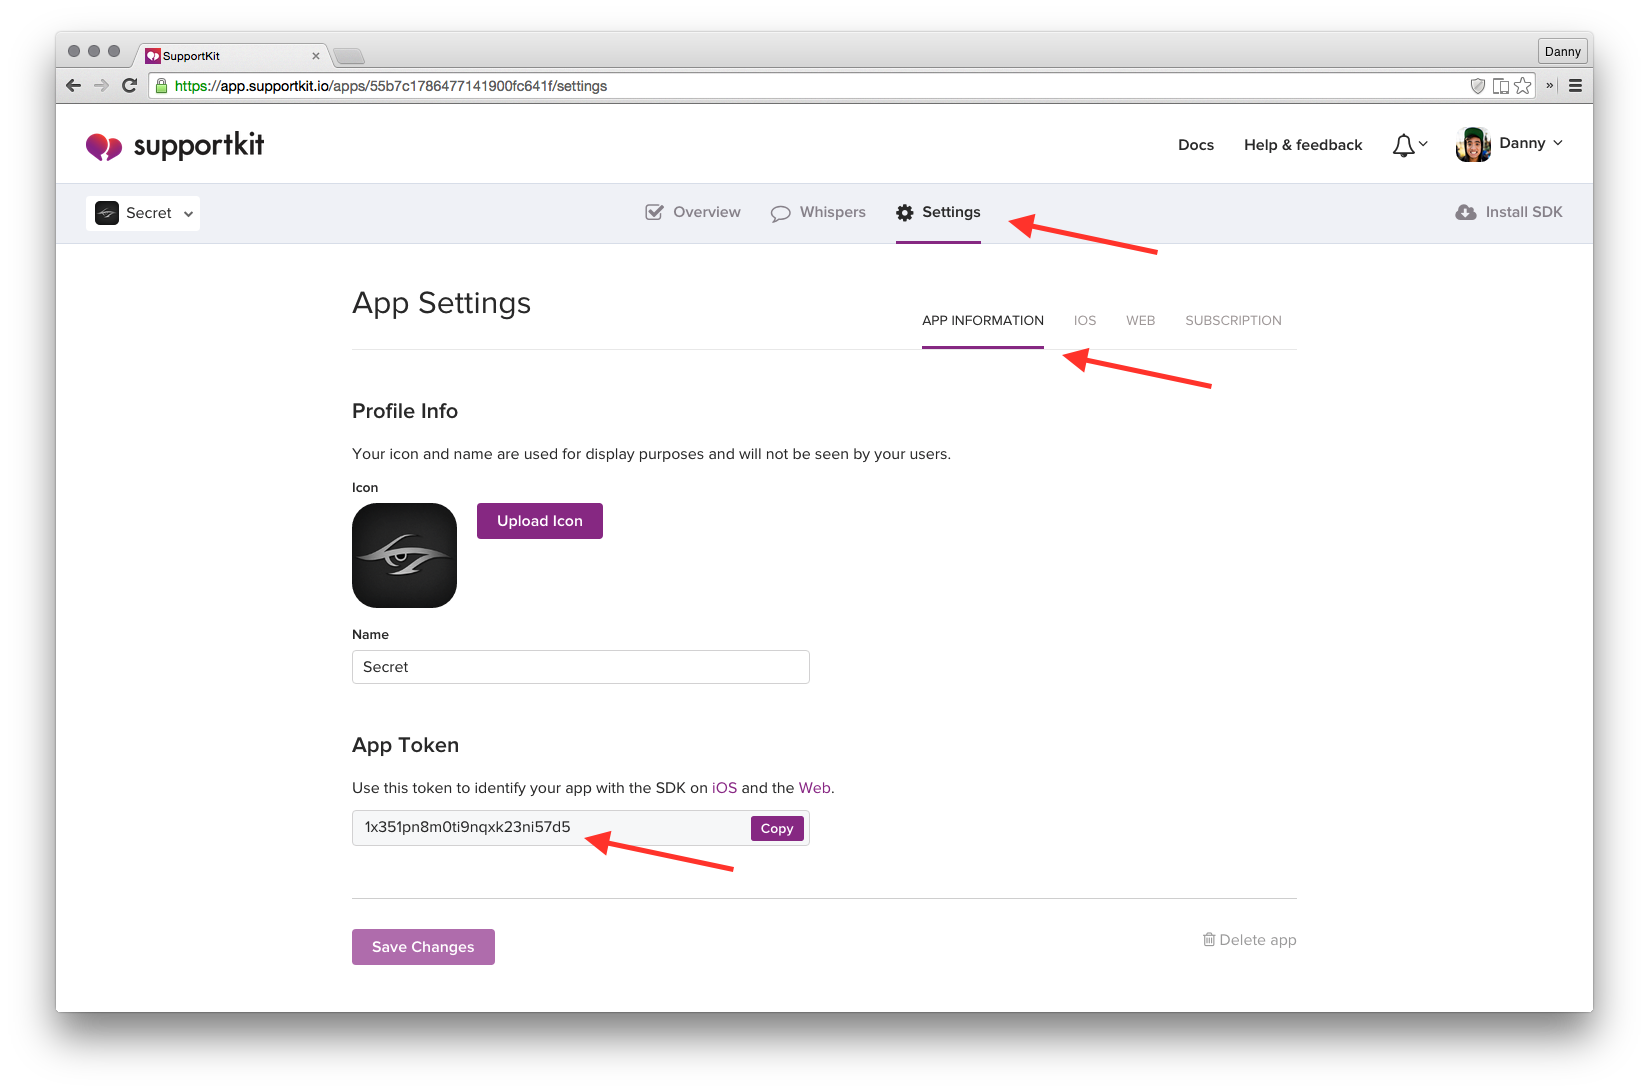 SupportKit
Danny
https://app.supportkit.io/apps/55b7c1786477141900fc641f/settings
supportkit
Docs
Help & feedback
Danny
Secret
Overview
Whispers
Settings
Install SDK
App Settings
APP INFORMATION
IOS
WEB
SUBSCRIPTION
Profile Info
Your icon and name are used for display purposes and will not be seen by your users.
Icon
Upload Icon
Name
Secret
App Token
Use this token to identify your app with the SDK on iOS and the Web.
1x351pn8m0ti9nqxk23ni57d5
Copy
Save Changes
Delete app